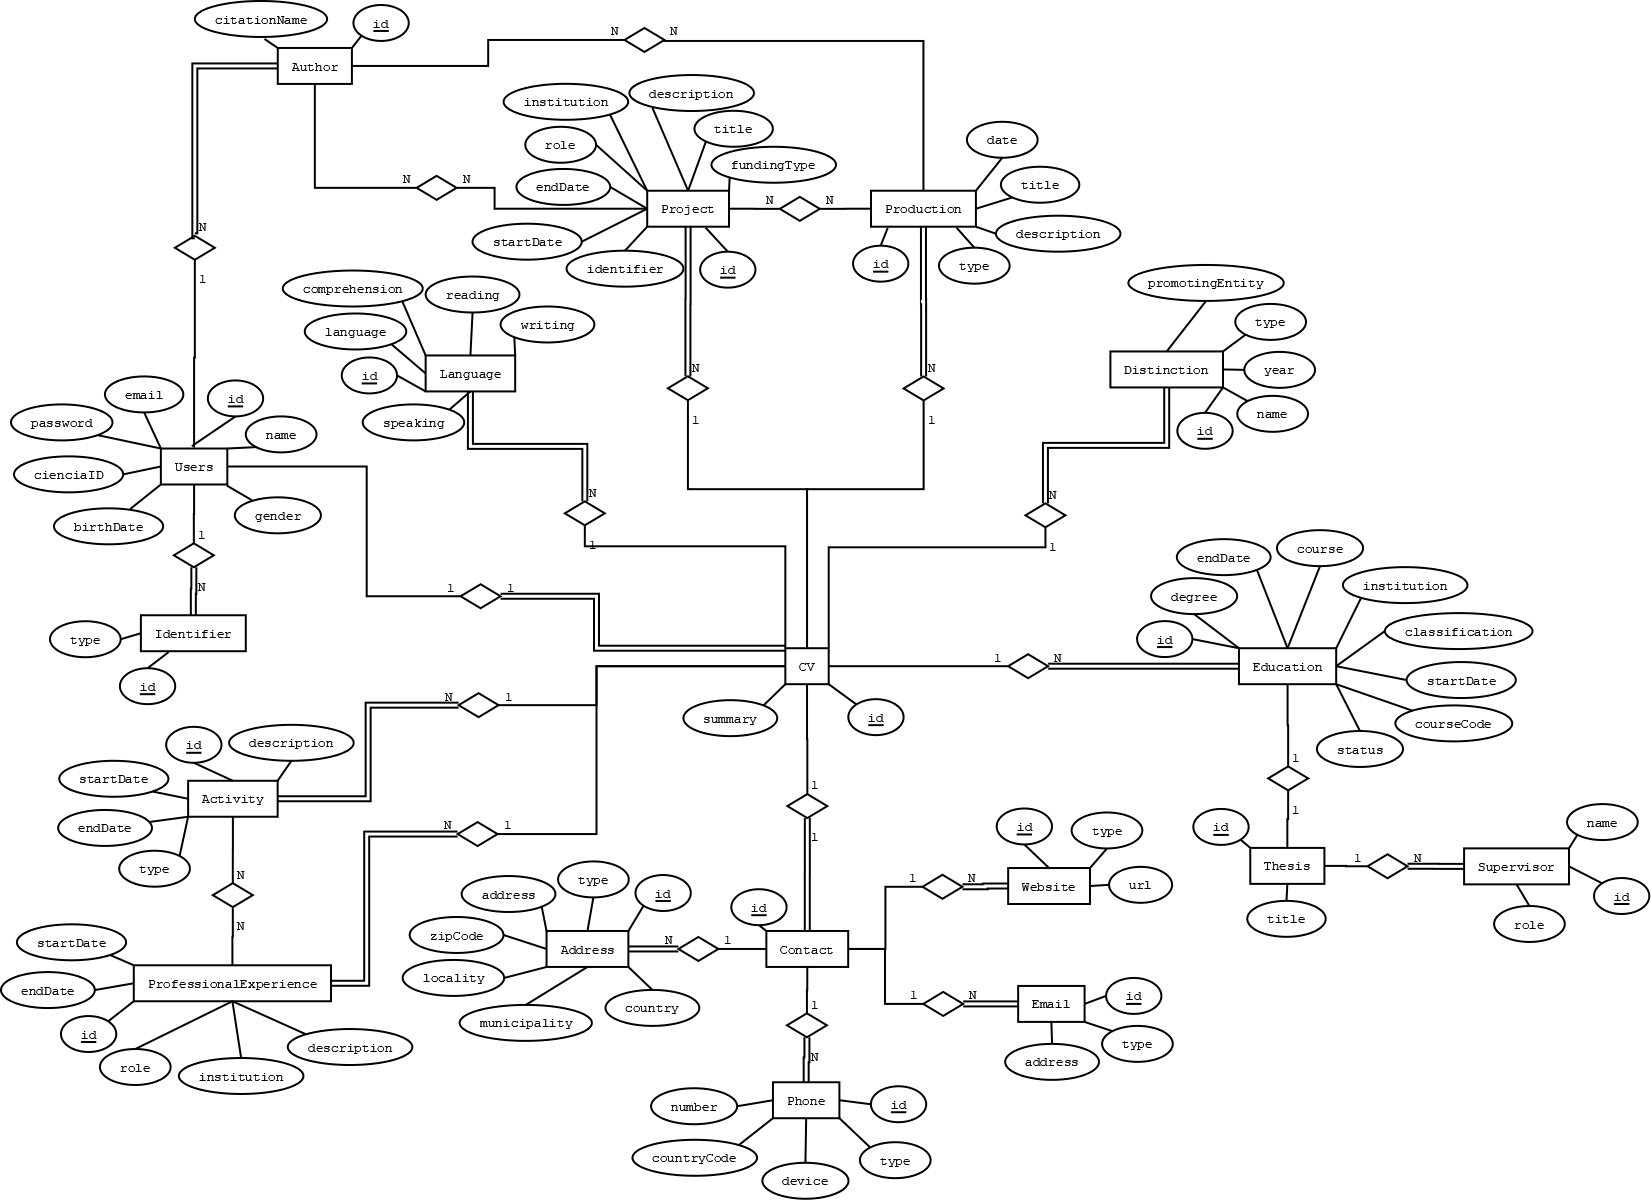 citationName
id
Author
N
N
institution
description
title
role
fundingType
endDate
N
N
Project
N
N
Production
startDate
identifier
id
date
title
description
id
type
N
1
comprehension
reading
writing
language
id
Language
speaking
N
1
N
1
promotingEntity
type
Distinction
year
name
id
email
id
password
name
Users
cienciaID
birthDate
gender
N
1
N
1
1
N
Identifier
type
id
1
1
CV
summary
id
endDate
course
institution
degree
classification
id
1
N
Education
startDate
courseCode
status
N
1
id
description
startDate
Activity
endDate
type
N
1
N
N
startDate
ProfessionalExperience
endDate
id
role
institution
description
1
1
1
1
id
Thesis
title
1
N
Supervisor
name
id
role
id
type
Website
url
1
N
address
type
id
zipCode
Address
locality
municipality
country
N
1
id
Contact
1
N
Email
id
type
address
1
N
Phone
number
id
countryCode
device
type